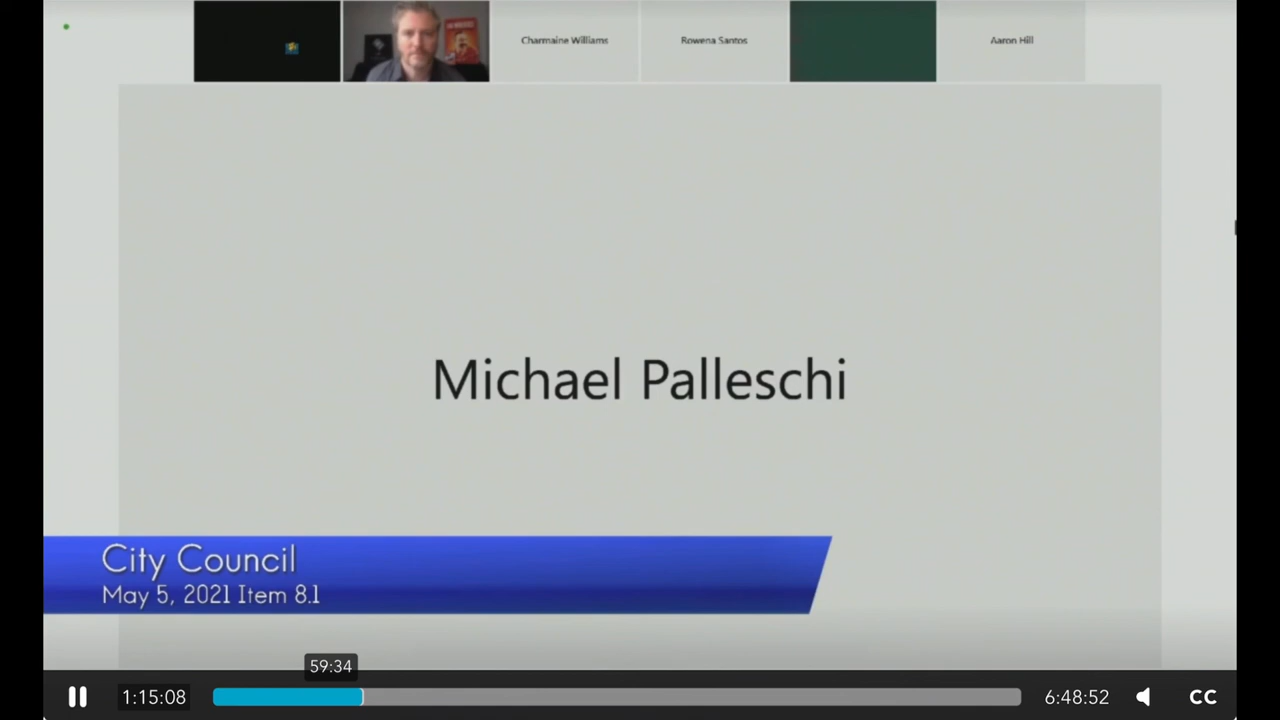 Charmaine Williams
Rowena Santos
Aaron Hill
Michael Palleschi
City Council
May 5, 2021 Item 8.1
59:34
1:15:08
6:48:52
CC